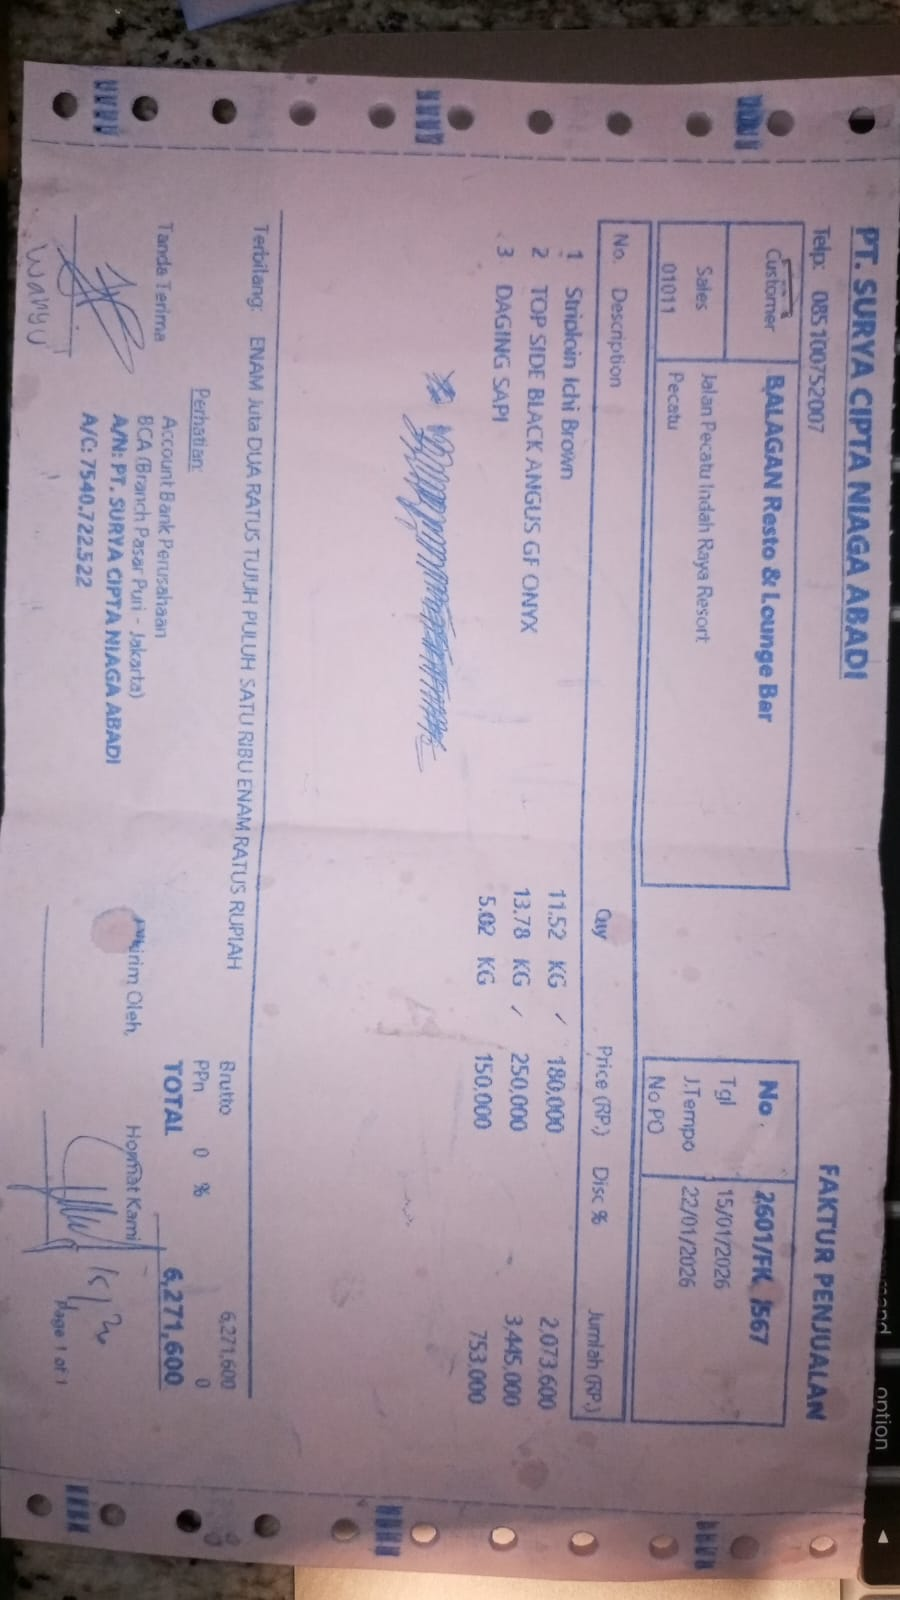 PT. SURYA CIPTA NIAGA ABADI
Telp: 085100752007
FAKTUR PENJUALAN
Customer BALAGAN Resto & Lounge Bar
Sales 01011
Jalan Pecatu Indah Raya Resort
Pecatu
No. 2601/FK 1567
Tgl 15/01/2026
J.Tempo 22/01/2026
No PO
No. Description Qty Price (RP.) Disc % Jumlah (RP.)
1 Striploin Ichi Brown 11.52 KG 180,000 2,073,600
2 TOP SIDE BLACK ANGUS GF ONYX 13.78 KG 250,000 3,445,000
3 DAGING SAPI 5.02 KG 150,000 753,000
Terbilang: ENAM Juta DUA RATUS TUJUH PULUH SATU RIBU ENAM RATUS RUPIAH
Brutto 6,271,600
PPn 0 % 0
TOTAL 6,271,600
Tanda Terima
Wahyu
Perhatian:
Account Bank Perusahaan
BCA (Branch Pasar Puri - Jakarta)
A/N: PT. SURYA CIPTA NIAGA ABADI
A/C: 7540.722.522
Dikirim Oleh,
Hormat Kami
Page 1 of 1
option